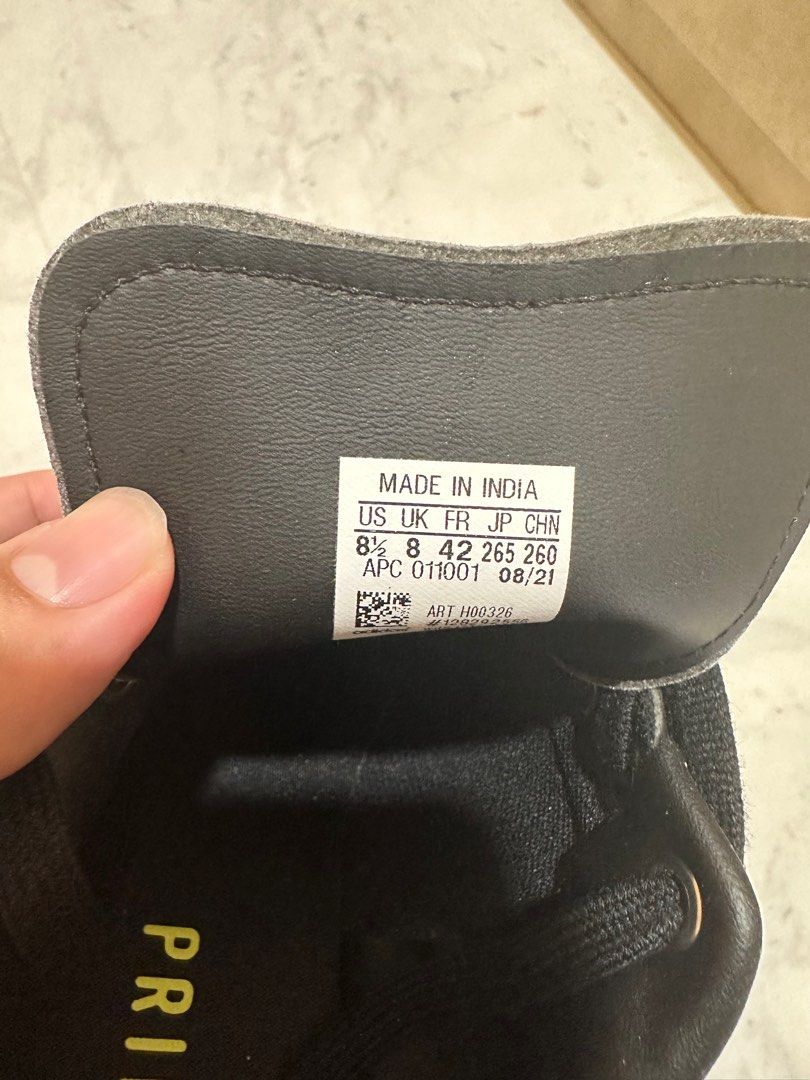 MADE IN INDIA
US UK FR JP CHN
8½ 8 42 265 260
APC 011001 08/21
ART H00326
adidas
PRI